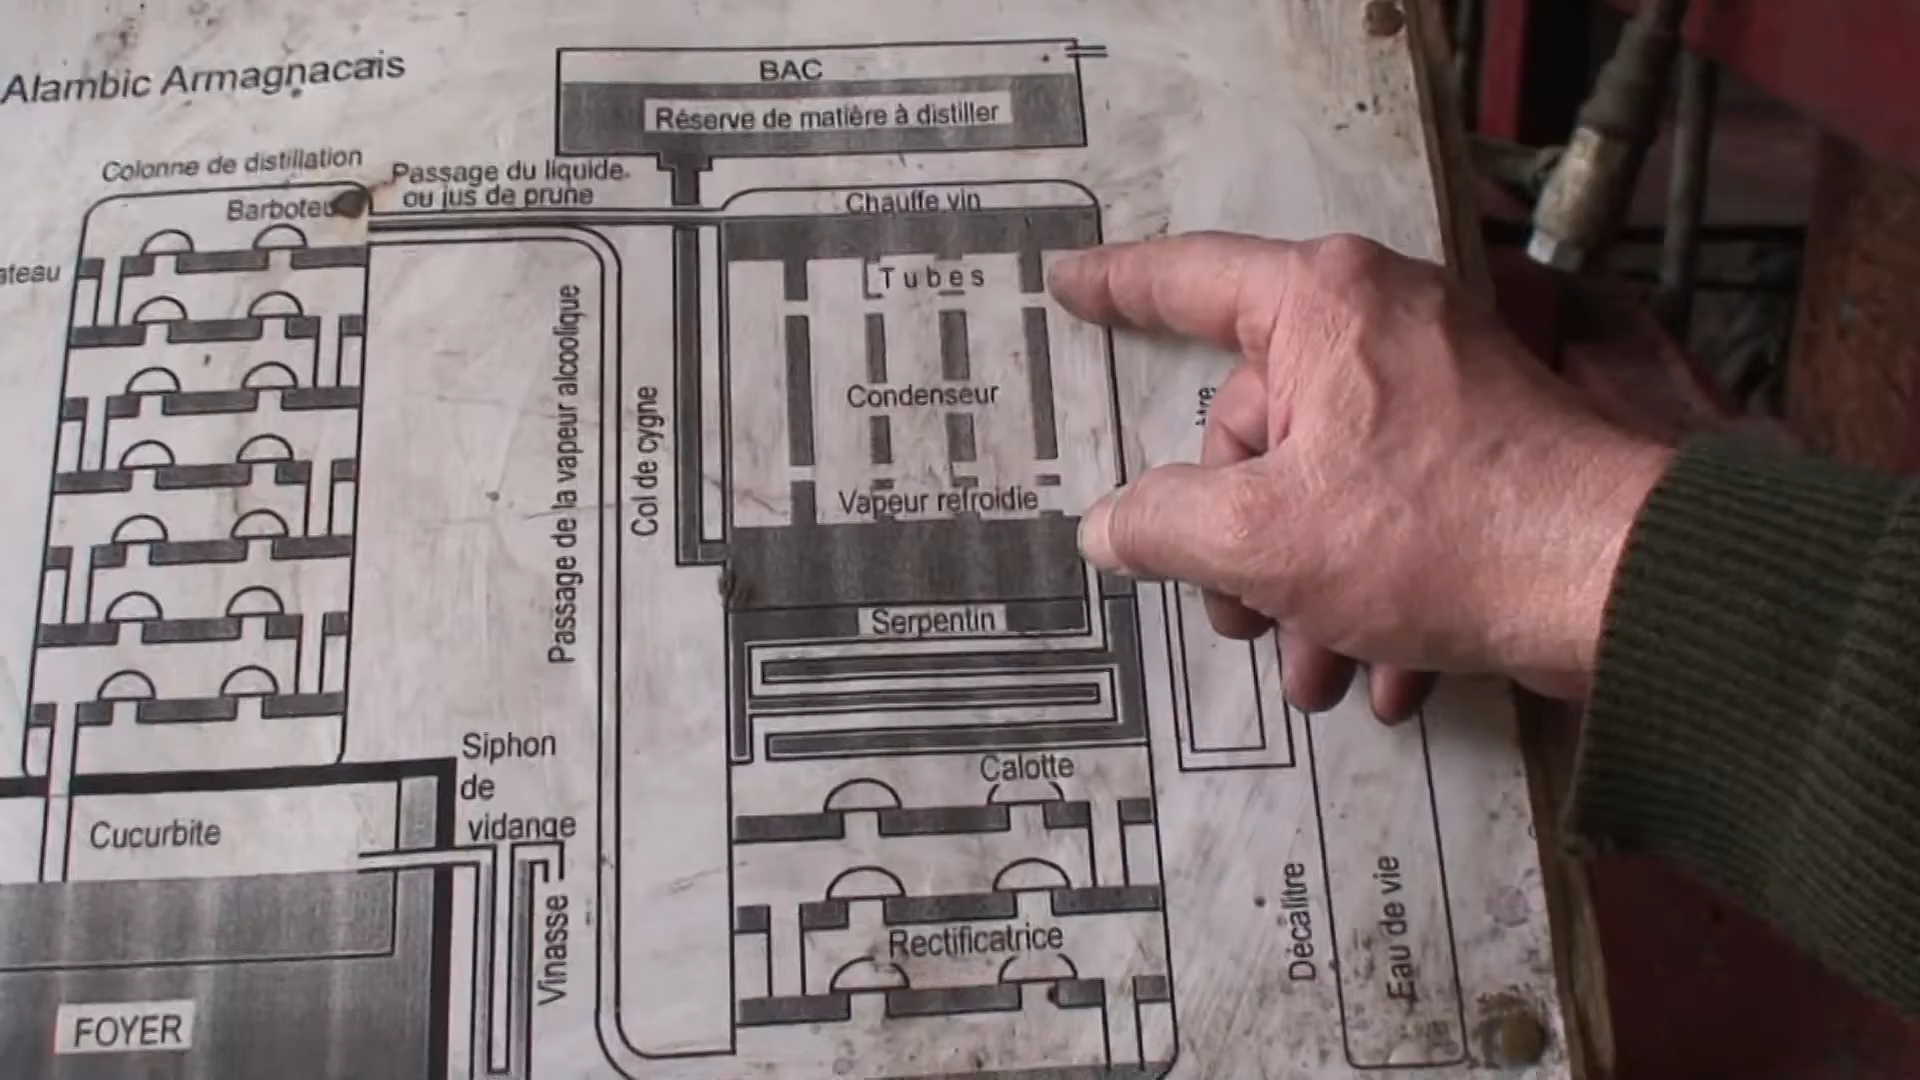 Alambic Armagnacais
BAC
Réserve de matière à distiller
Colonne de distillation
Passage du liquide
ou jus de prune
Barboteu
Chauffe vin
Tubes
Passage de la vapeur alcoolique
Col de cygne
Condenseur
Vapeur refroidie
Serpentin
Siphon
de
vidange
Calotte
Cucurbite
Vinasse
Rectificatrice
Décalitre
Eau de vie
FOYER